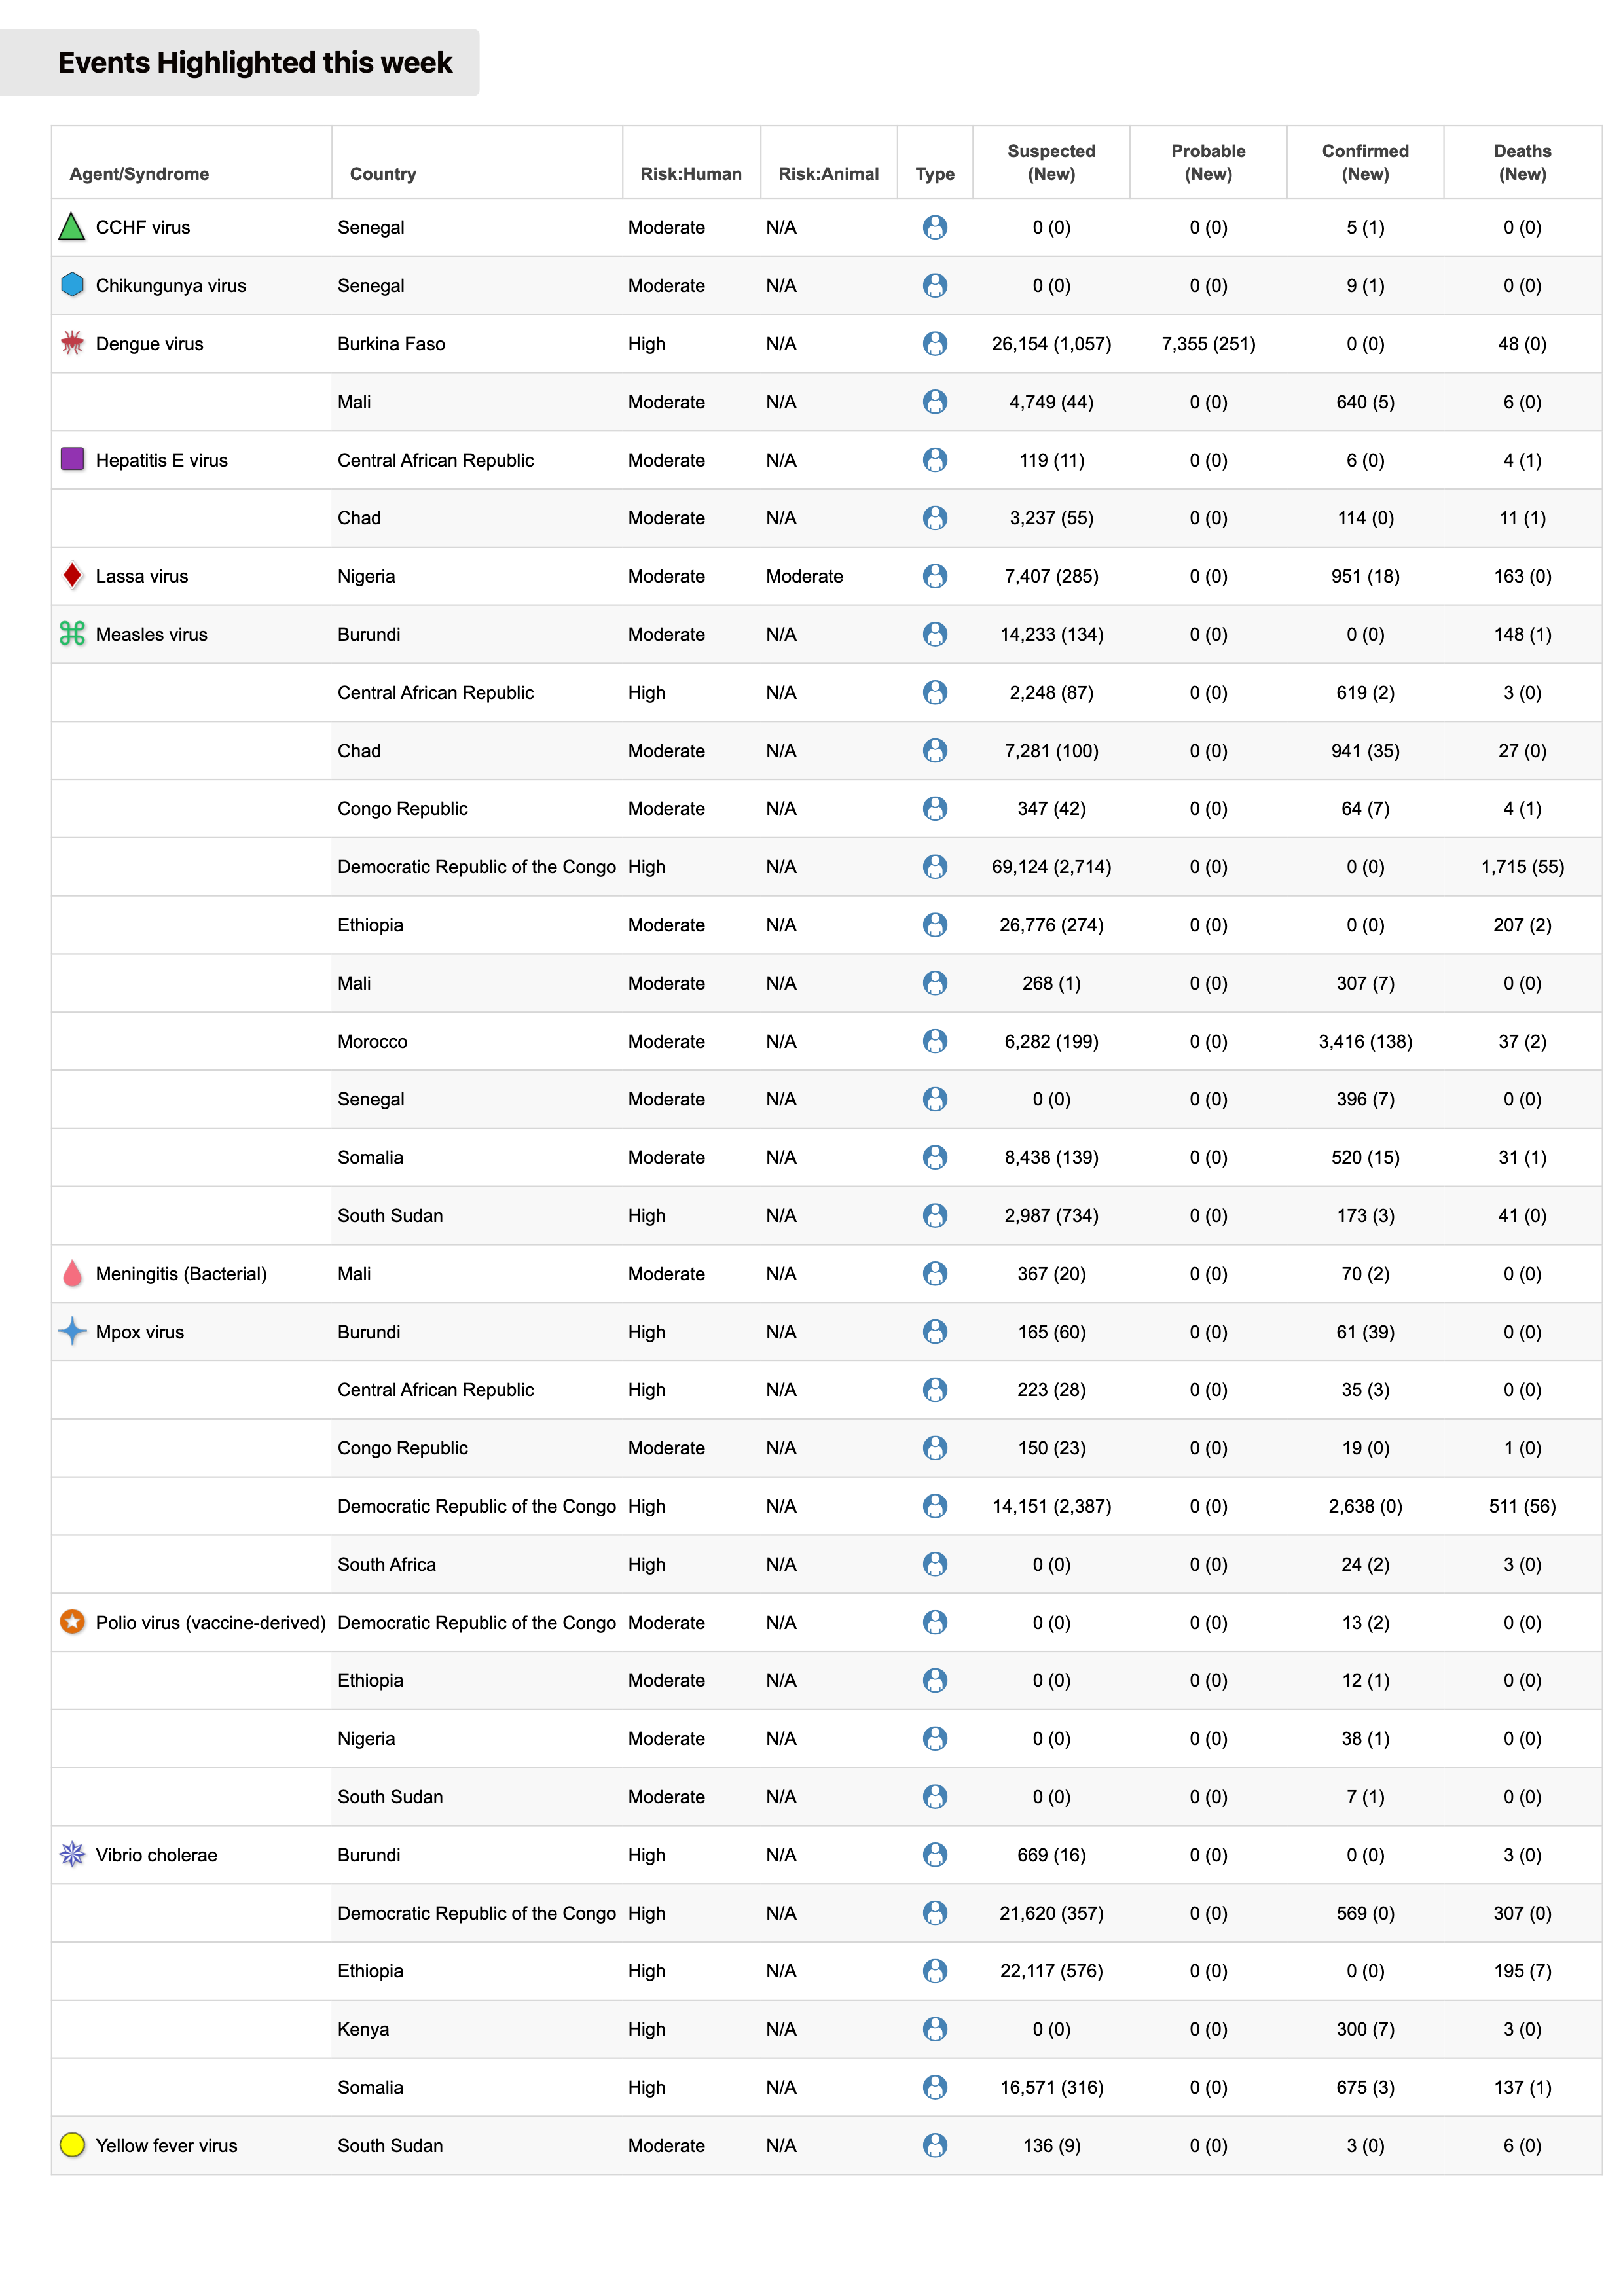 Events Highlighted this week
Agent/Syndrome Country Risk:Human Risk:Animal Type Suspected (New) Probable (New) Confirmed (New) Deaths (New)
CCHF virus Senegal Moderate N/A 0 (0) 0 (0) 5 (1) 0 (0)
Chikungunya virus Senegal Moderate N/A 0 (0) 0 (0) 9 (1) 0 (0)
Dengue virus Burkina Faso High N/A 26,154 (1,057) 7,355 (251) 0 (0) 48 (0)
Mali Moderate N/A 4,749 (44) 0 (0) 640 (5) 6 (0)
Hepatitis E virus Central African Republic Moderate N/A 119 (11) 0 (0) 6 (0) 4 (1)
Chad Moderate N/A 3,237 (55) 0 (0) 114 (0) 11 (1)
Lassa virus Nigeria Moderate Moderate 7,407 (285) 0 (0) 951 (18) 163 (0)
Measles virus Burundi Moderate N/A 14,233 (134) 0 (0) 0 (0) 148 (1)
Central African Republic High N/A 2,248 (87) 0 (0) 619 (2) 3 (0)
Chad Moderate N/A 7,281 (100) 0 (0) 941 (35) 27 (0)
Congo Republic Moderate N/A 347 (42) 0 (0) 64 (7) 4 (1)
Democratic Republic of the Congo High N/A 69,124 (2,714) 0 (0) 0 (0) 1,715 (55)
Ethiopia Moderate N/A 26,776 (274) 0 (0) 0 (0) 207 (2)
Mali Moderate N/A 268 (1) 0 (0) 307 (7) 0 (0)
Morocco Moderate N/A 6,282 (199) 0 (0) 3,416 (138) 37 (2)
Senegal Moderate N/A 0 (0) 0 (0) 396 (7) 0 (0)
Somalia Moderate N/A 8,438 (139) 0 (0) 520 (15) 31 (1)
South Sudan High N/A 2,987 (734) 0 (0) 173 (3) 41 (0)
Meningitis (Bacterial) Mali Moderate N/A 367 (20) 0 (0) 70 (2) 0 (0)
Mpox virus Burundi High N/A 165 (60) 0 (0) 61 (39) 0 (0)
Central African Republic High N/A 223 (28) 0 (0) 35 (3) 0 (0)
Congo Republic Moderate N/A 150 (23) 0 (0) 19 (0) 1 (0)
Democratic Republic of the Congo High N/A 14,151 (2,387) 0 (0) 2,638 (0) 511 (56)
South Africa High N/A 0 (0) 0 (0) 24 (2) 3 (0)
Polio virus (vaccine-derived) Democratic Republic of the Congo Moderate N/A 0 (0) 0 (0) 13 (2) 0 (0)
Ethiopia Moderate N/A 0 (0) 0 (0) 12 (1) 0 (0)
Nigeria Moderate N/A 0 (0) 0 (0) 38 (1) 0 (0)
South Sudan Moderate N/A 0 (0) 0 (0) 7 (1) 0 (0)
Vibrio cholerae Burundi High N/A 669 (16) 0 (0) 0 (0) 3 (0)
Democratic Republic of the Congo High N/A 21,620 (357) 0 (0) 569 (0) 307 (0)
Ethiopia High N/A 22,117 (576) 0 (0) 0 (0) 195 (7)
Kenya High N/A 0 (0) 0 (0) 300 (7) 3 (0)
Somalia High N/A 16,571 (316) 0 (0) 675 (3) 137 (1)
Yellow fever virus South Sudan Moderate N/A 136 (9) 0 (0) 3 (0) 6 (0)